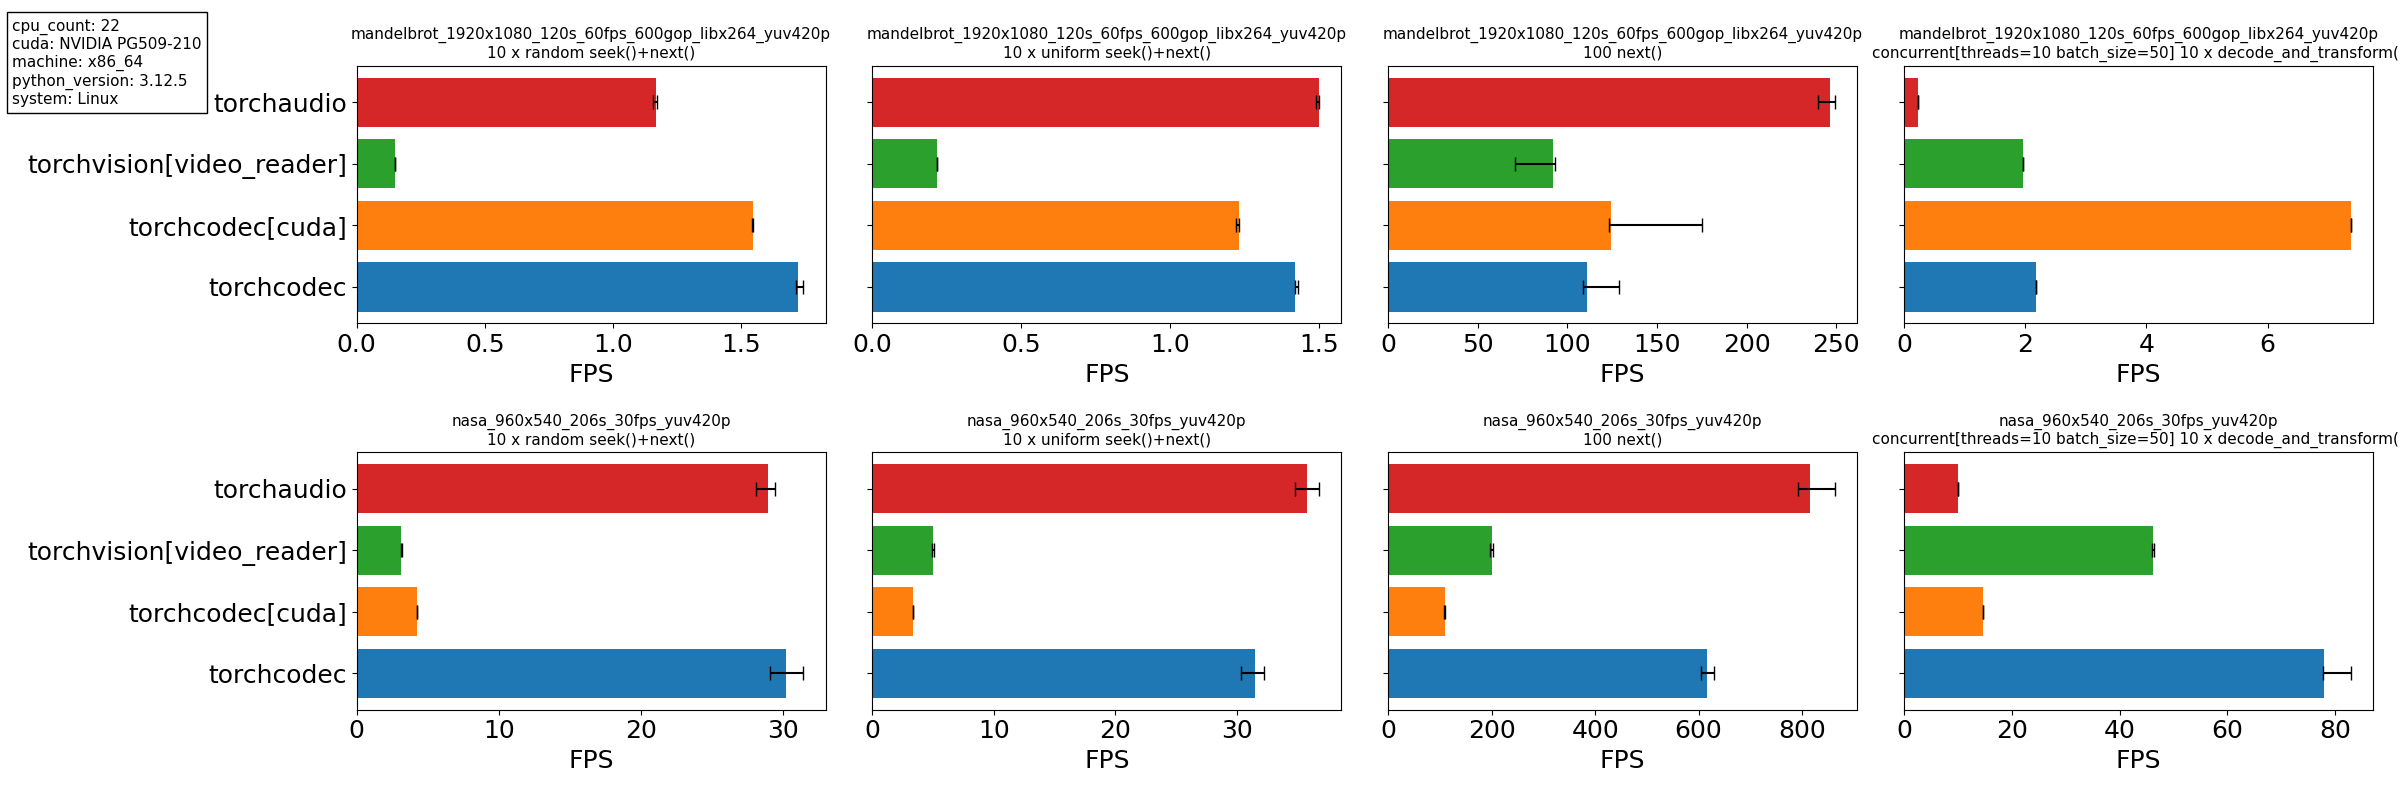 cpu_count: 22
cuda: NVIDIA PG509-210
machine: x86_64
python_version: 3.12.5
system: Linux
mandelbrot_1920x1080_120s_60fps_600gop_libx264_yuv420p
10 x random seek()+next()
torchaudio
torchvision[video_reader]
torchcodec[cuda]
torchcodec
0.0 0.5 1.0 1.5
FPS
mandelbrot_1920x1080_120s_60fps_600gop_libx264_yuv420p
10 x uniform seek()+next()
0.0 0.5 1.0 1.5
FPS
mandelbrot_1920x1080_120s_60fps_600gop_libx264_yuv420p
100 next()
0 50 100 150 200 250
FPS
mandelbrot_1920x1080_120s_60fps_600gop_libx264_yuv420p
concurrent[threads=10 batch_size=50] 10 x decode_and_transform(
0 2 4 6
FPS
nasa_960x540_206s_30fps_yuv420p
10 x random seek()+next()
torchaudio
torchvision[video_reader]
torchcodec[cuda]
torchcodec
0 10 20 30
FPS
nasa_960x540_206s_30fps_yuv420p
10 x uniform seek()+next()
0 10 20 30
FPS
nasa_960x540_206s_30fps_yuv420p
100 next()
0 200 400 600 800
FPS
nasa_960x540_206s_30fps_yuv420p
concurrent[threads=10 batch_size=50] 10 x decode_and_transform(
0 20 40 60 80
FPS